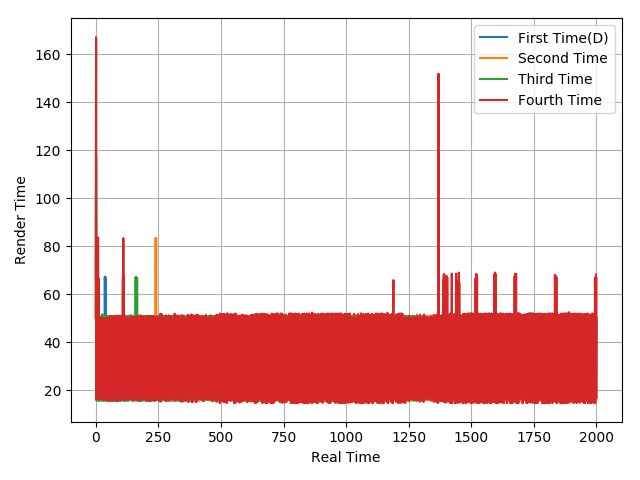 First Time(D)
Second Time
Third Time
Fourth Time
160
140
120
100
80
60
40
20
Render Time
0 250 500 750 1000 1250 1500 1750 2000
Real Time